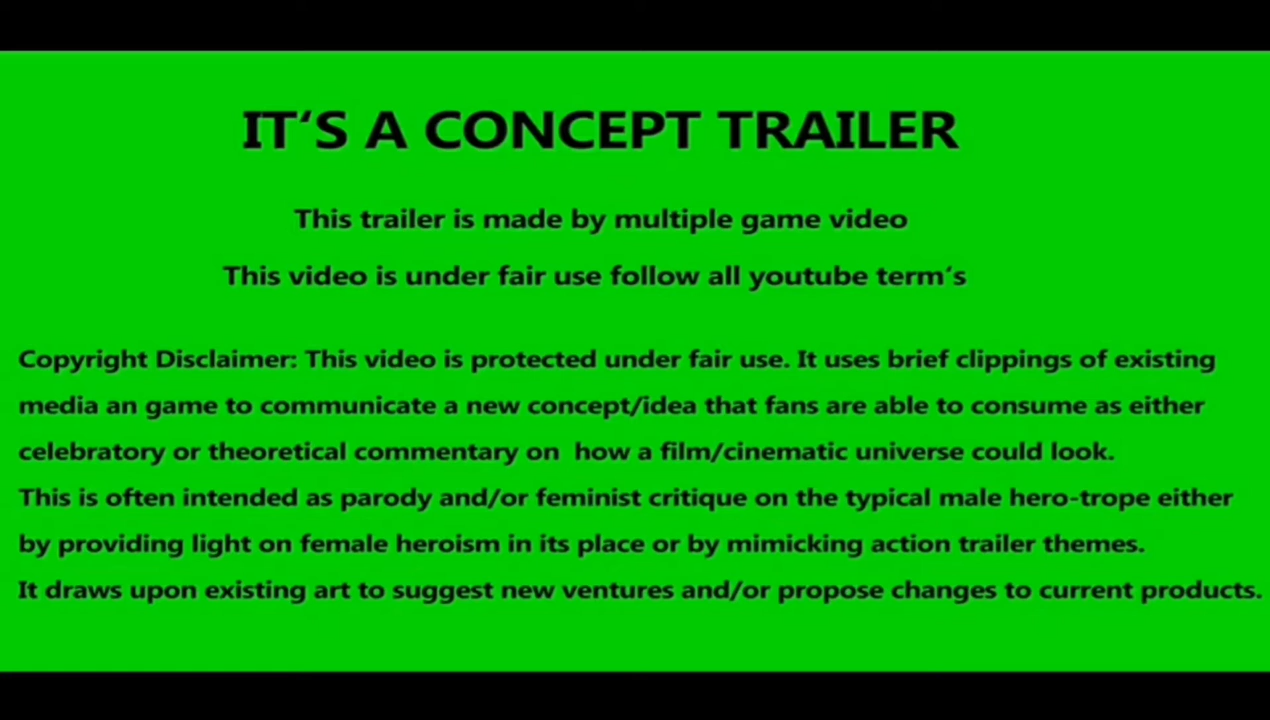 IT‘S A CONCEPT TRAILER
This trailer is made by multiple game video
This video is under fair use follow all youtube term‘s
Copyright Disclaimer: This video is protected under fair use. It uses brief clippings of existing
media an game to communicate a new concept/idea that fans are able to consume as either
celebratory or theoretical commentary on how a film/cinematic universe could look.
This is often intended as parody and/or feminist critique on the typical male hero-trope either
by providing light on female heroism in its place or by mimicking action trailer themes.
It draws upon existing art to suggest new ventures and/or propose changes to current products.